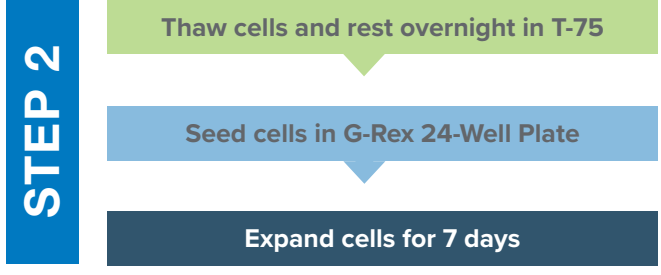 STEP 2
Thaw cells and rest overnight in T-75
Seed cells in G-Rex 24-Well Plate
Expand cells for 7 days